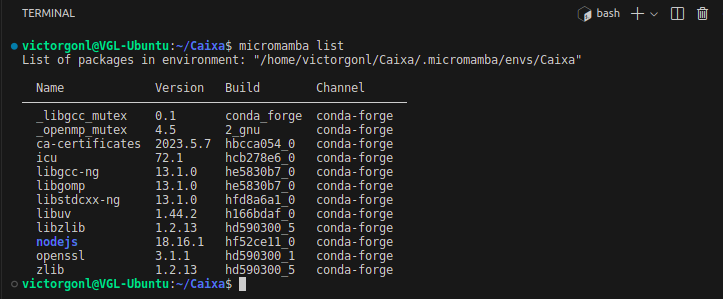 TERMINAL
bash
victorgonl@VGL-Ubuntu:~/Caixa$ micromamba list
List of packages in environment: "/home/victorgonl/Caixa/.micromamba/envs/Caixa"
Name Version Build Channel
_libgcc_mutex 0.1 conda_forge conda-forge
_openmp_mutex 4.5 2_gnu conda-forge
ca-certificates 2023.5.7 hbcca054_0 conda-forge
icu 72.1 hcb278e6_0 conda-forge
libgcc-ng 13.1.0 he5830b7_0 conda-forge
libgomp 13.1.0 he5830b7_0 conda-forge
libstdcxx-ng 13.1.0 hfd8a6a1_0 conda-forge
libuv 1.44.2 h166bdaf_0 conda-forge
libzlib 1.2.13 hd590300_5 conda-forge
nodejs 18.16.1 hf52ce11_0 conda-forge
openssl 3.1.1 hd590300_1 conda-forge
zlib 1.2.13 hd590300_5 conda-forge
victorgonl@VGL-Ubuntu:~/Caixa$